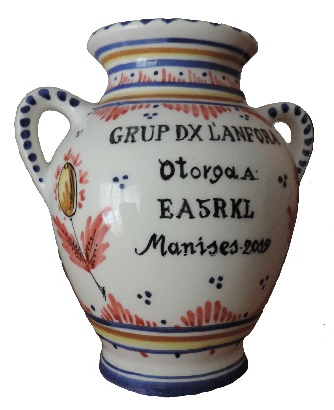 GRUP DX L'ANFORA
Otorga A:
EA5RKL
Manises-2019